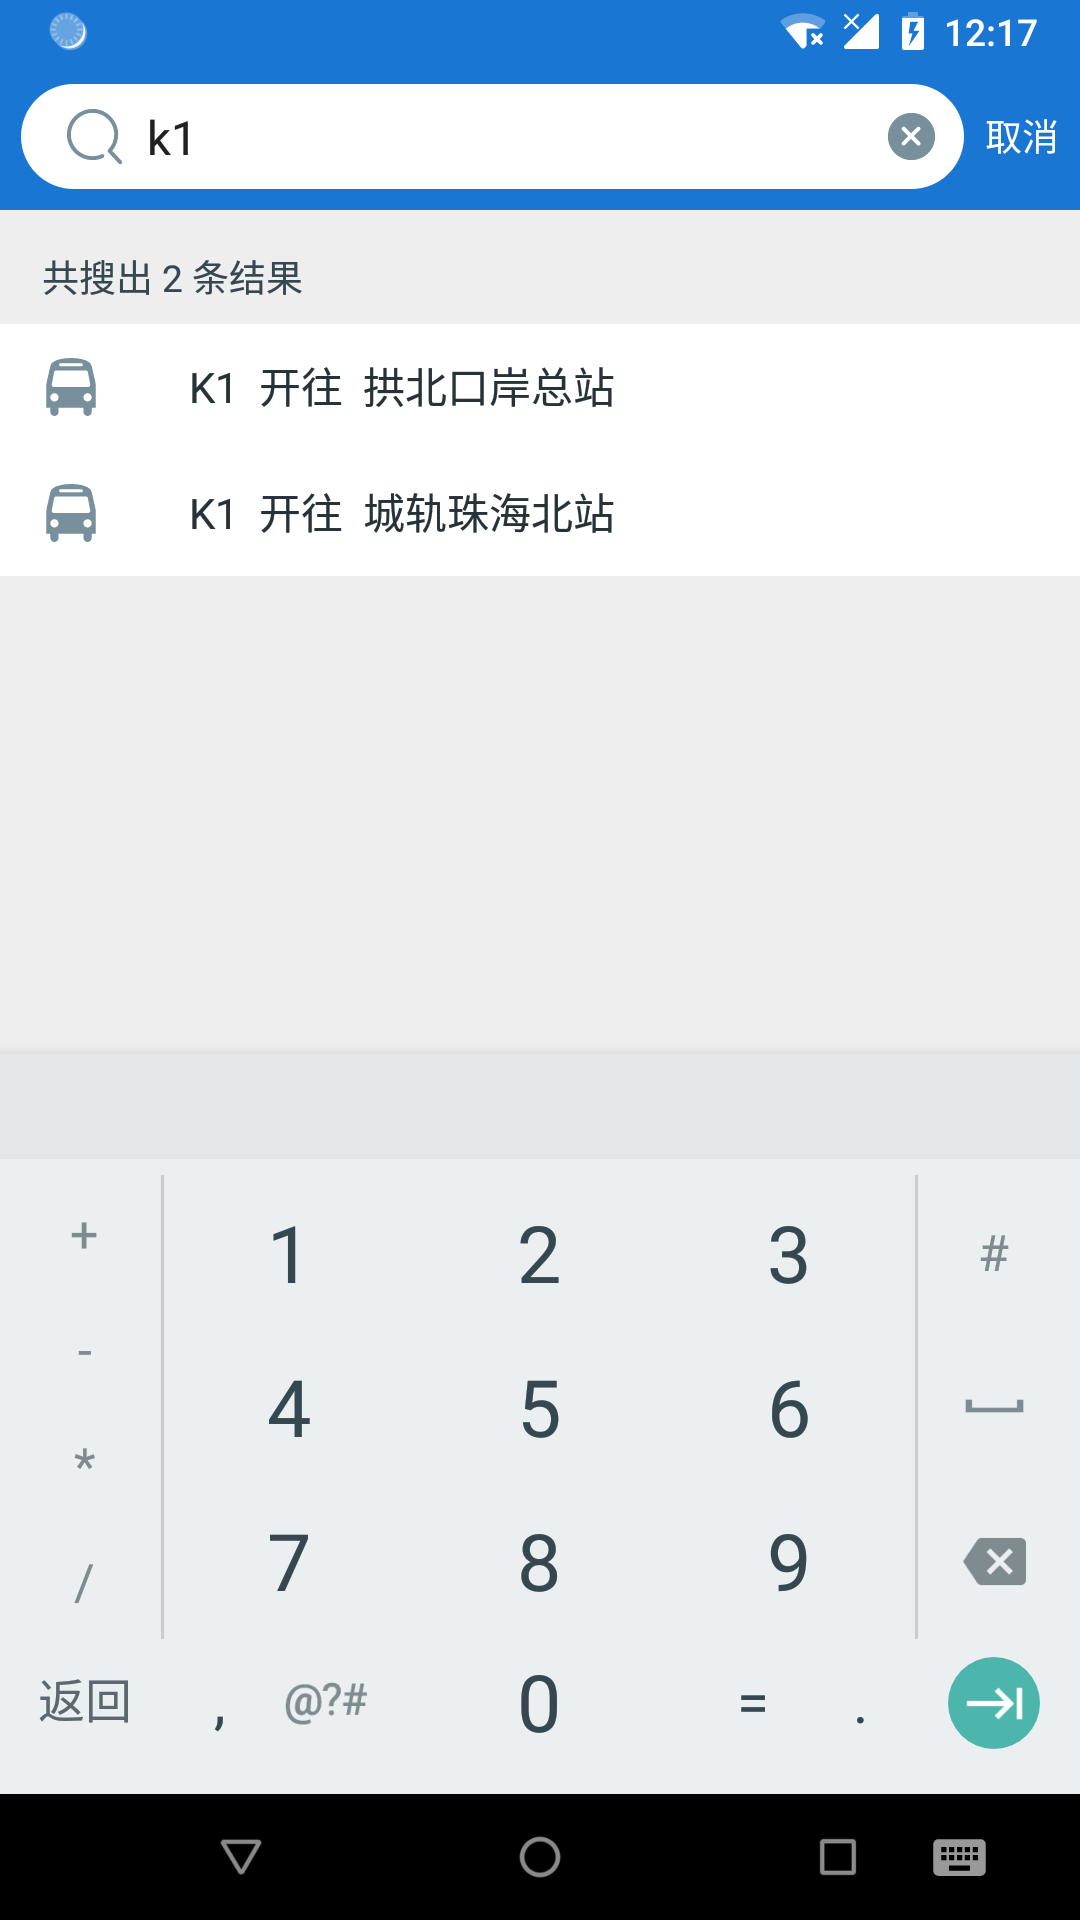 12:17
k1
取消
共搜出 2 条结果
K1 开往 拱北口岸总站
K1 开往 城轨珠海北站
+ 1 2 3 #
-
4 5 6
*
7 8 9
/
返回 , @?# 0 = .